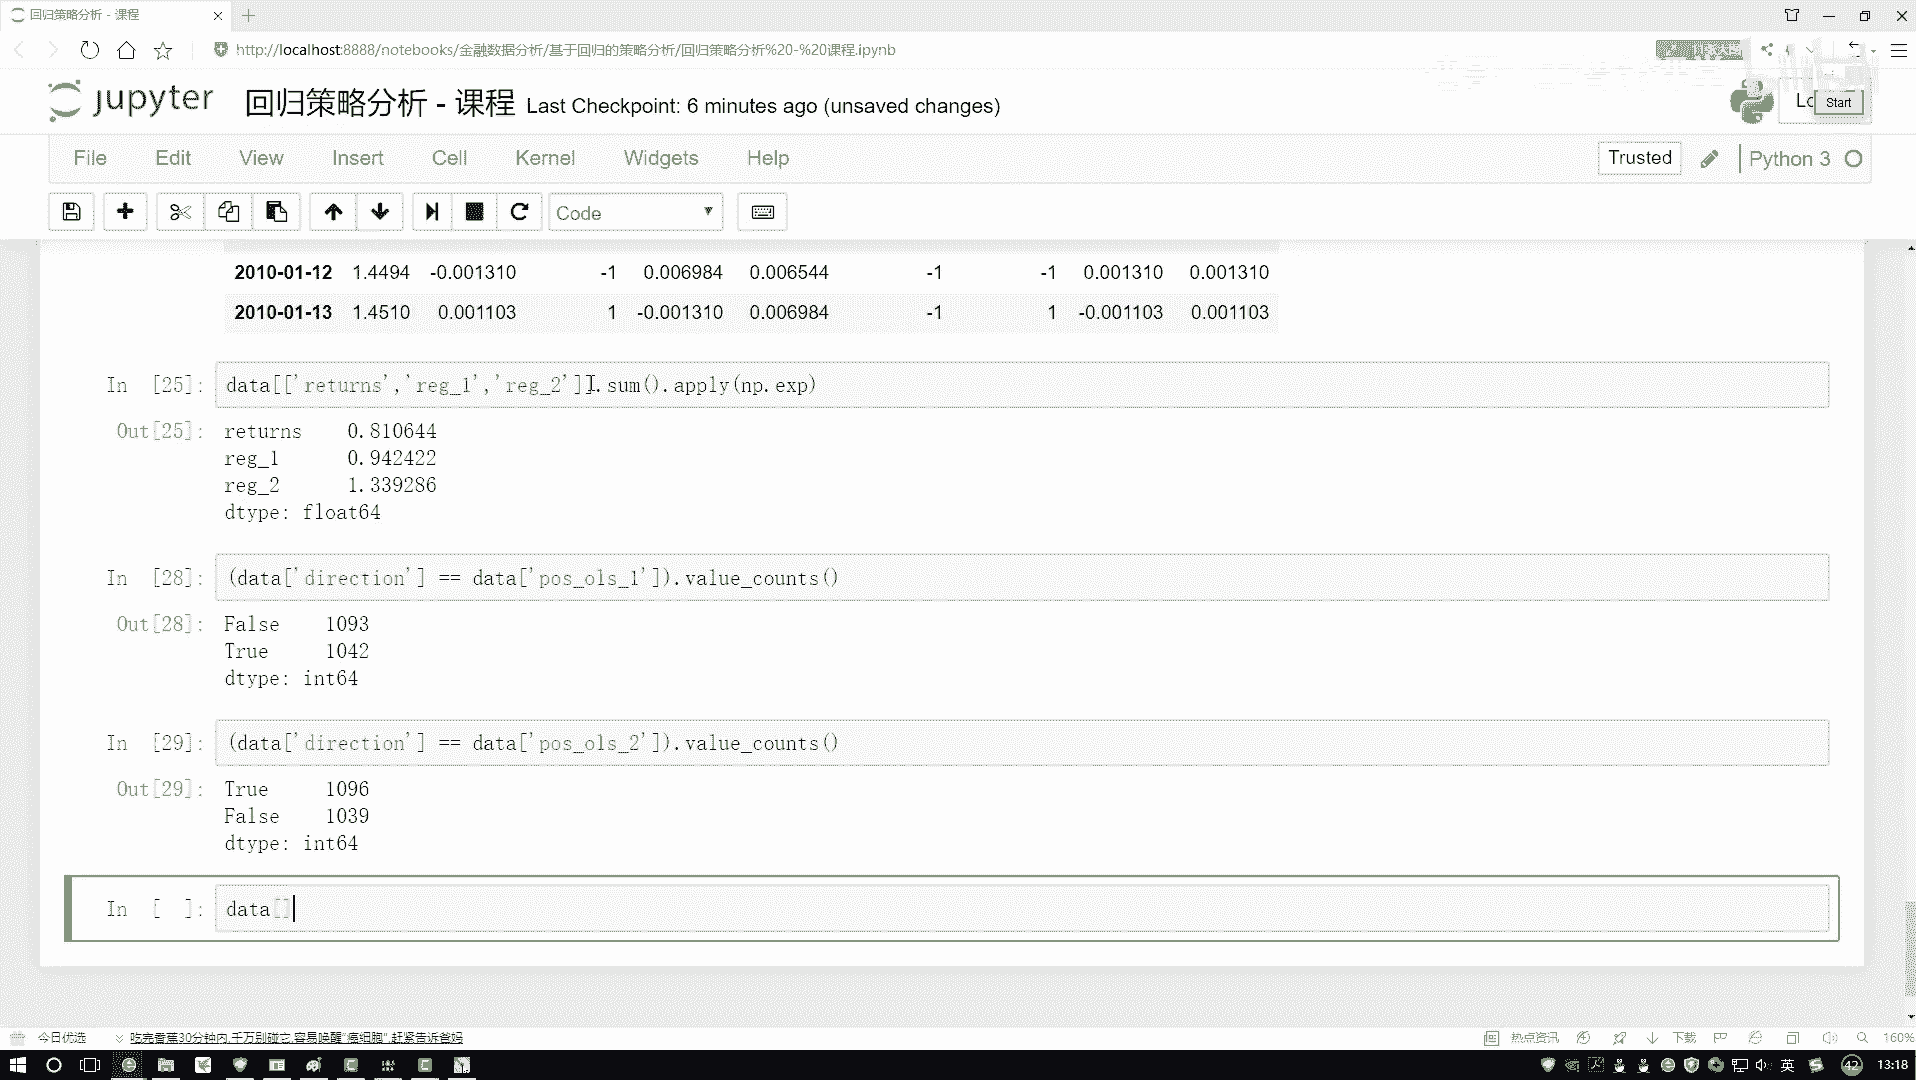 回归策略分析 - 课程
http://localhost:8888/notebooks/金融数据分析/基于回归的策略分析/回归策略分析%20-%20课程.ipynb
jupyter 回归策略分析 - 课程 Last Checkpoint: 6 minutes ago (unsaved changes)
Start
File Edit View Insert Cell Kernel Widgets Help
Trusted Python 3
Code
2010-01-12 1.4494 -0.001310 -1 0.006984 0.006544 -1 -1 0.001310 0.001310
2010-01-13 1.4510 0.001103 1 -0.001310 0.006984 -1 1 -0.001103 0.001103
In [25]: data[['returns','reg_1','reg_2']].sum().apply(np.exp)
Out[25]: returns 0.810644
reg_1 0.942422
reg_2 1.339286
dtype: float64
In [28]: (data['direction'] == data['pos_ols_1']).value_counts()
Out[28]: False 1093
True 1042
dtype: int64
In [29]: (data['direction'] == data['pos_ols_2']).value_counts()
Out[29]: True 1096
False 1039
dtype: int64
In [ ]: data[]
今日优选 吃完香蕉30分钟内,千万别碰它,容易唤醒"癌细胞",赶紧告诉爸妈 热点资讯 下载 160%
英 42 13:18